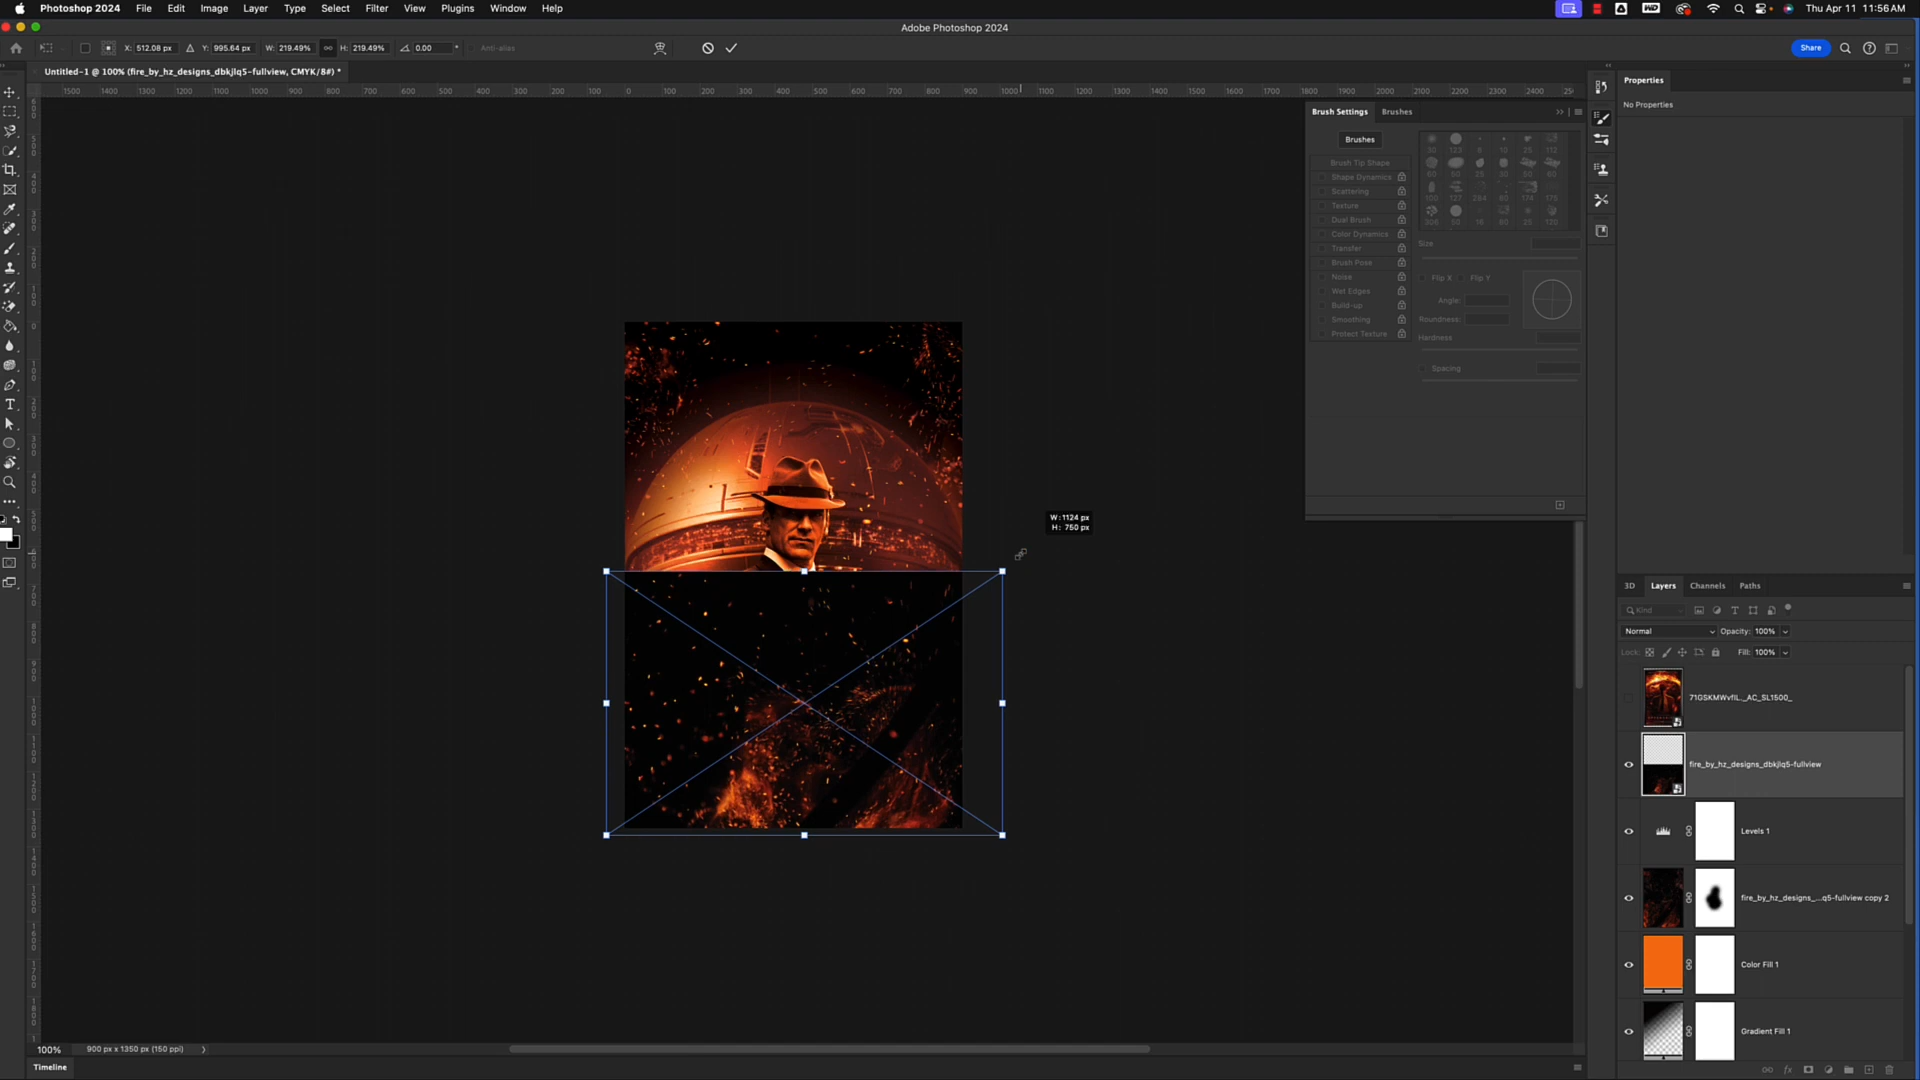 Photoshop 2024 File Edit Image Layer Type Select Filter View Plugins Window Help
Thu Apr 11 11:56 AM
Adobe Photoshop 2024
X: 512.08 px Y: 995.64 px W: 219.49% H: 219.49% 0.00 ° Anti-alias
Share
Untitled-1 @ 100% (fire_by_hz_designs_dbkjlq5-fullview, CMYK/8#) *
Properties
No Properties
Brush Settings Brushes
Brushes
Brush Tip Shape
Shape Dynamics
Scattering
Texture
Dual Brush
Color Dynamics
Transfer
Brush Pose
Noise
Wet Edges
Build-up
Smoothing
Protect Texture
Size
Flip X Flip Y
Angle:
Roundness:
Hardness
Spacing
W: 1124 px
H: 750 px
3D Layers Channels Paths
Kind
Normal Opacity: 100%
Lock: Fill: 100%
71GSKMWvflL._AC_SL1500_
fire_by_hz_designs_dbkjlq5-fullview
Levels 1
fire_by_hz_designs_...q5-fullview copy 2
Color Fill 1
Gradient Fill 1
100% 900 px x 1350 px (150 ppi)
Timeline